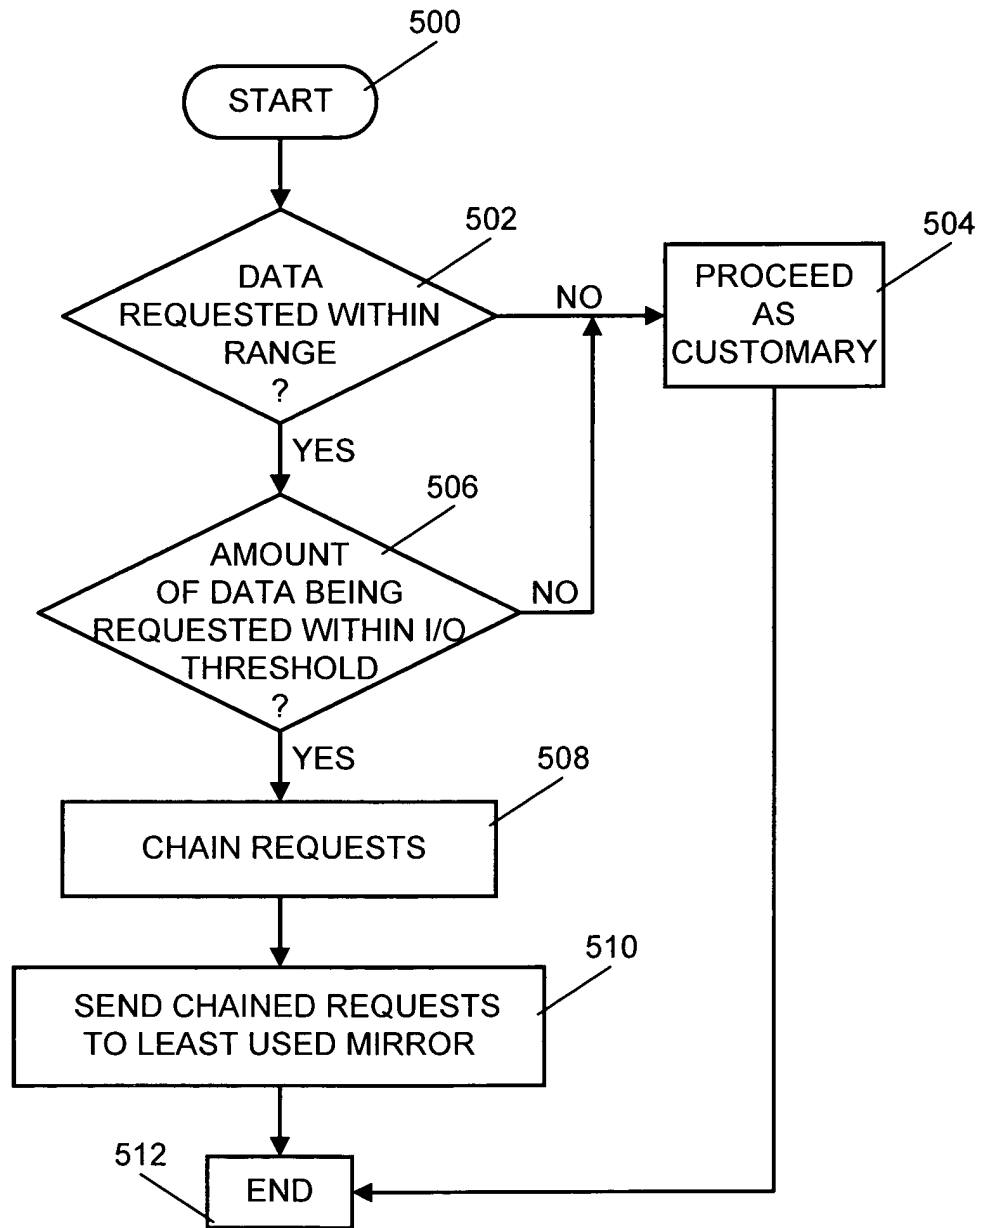 500
START
502
DATA
REQUESTED WITHIN
RANGE
?
NO
504
PROCEED
AS
CUSTOMARY
YES
506
AMOUNT
OF DATA BEING
REQUESTED WITHIN I/O
THRESHOLD
?
NO
YES
508
CHAIN REQUESTS
510
SEND CHAINED REQUESTS
TO LEAST USED MIRROR
512
END